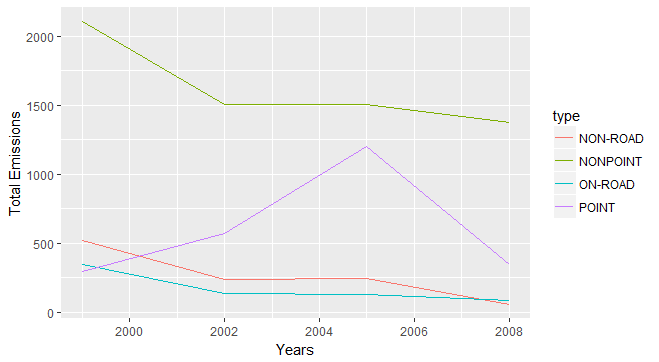 2000
1500
1000
500
0
Total Emissions
2000
2002
2004
2006
2008
Years
type
NON-ROAD
NONPOINT
ON-ROAD
POINT